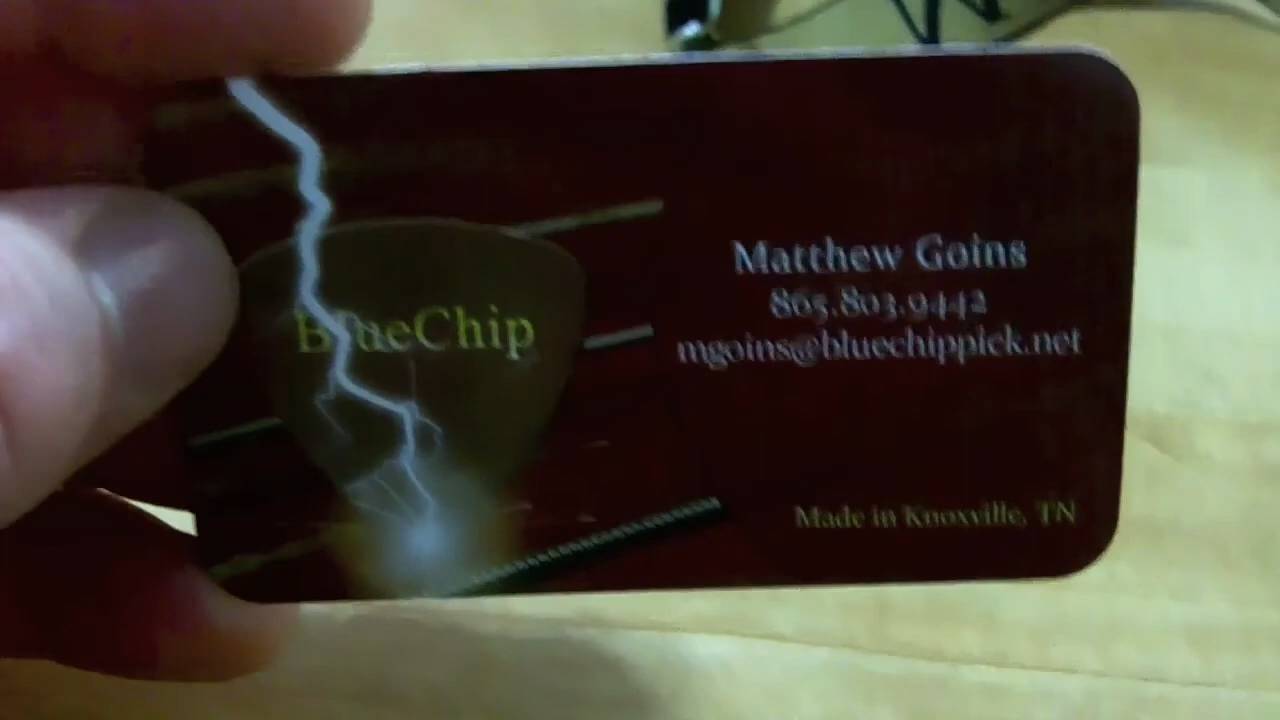 BlueChip
Matthew Goins
865.803.9442
mgoins@bluechippick.net
Made in Knoxville, TN